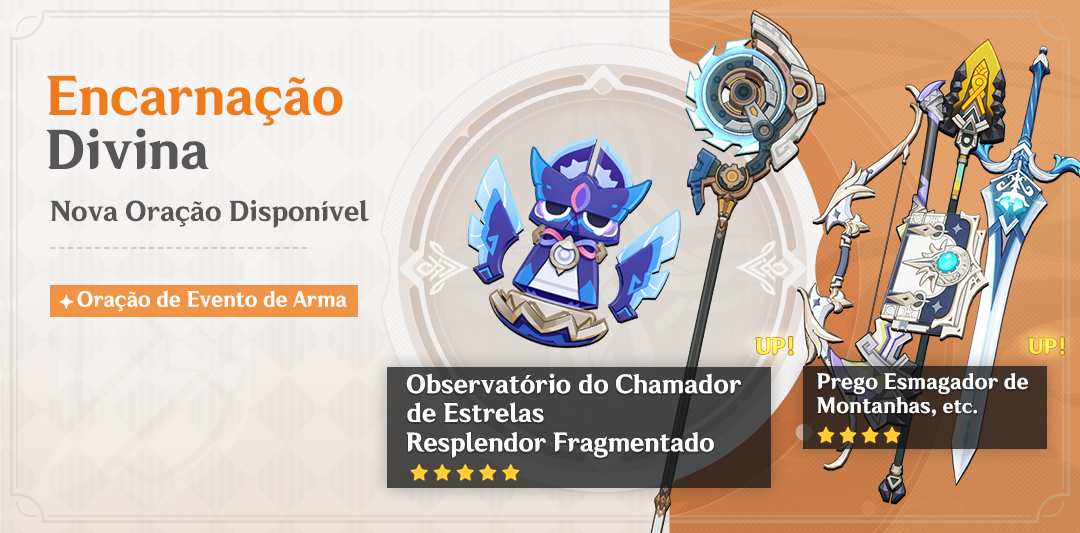 Encarnação
Divina
Nova Oração Disponível
Oração de Evento de Arma
UP!
Observatório do Chamador
de Estrelas
Resplendor Fragmentado
UP!
Prego Esmagador de
Montanhas, etc.